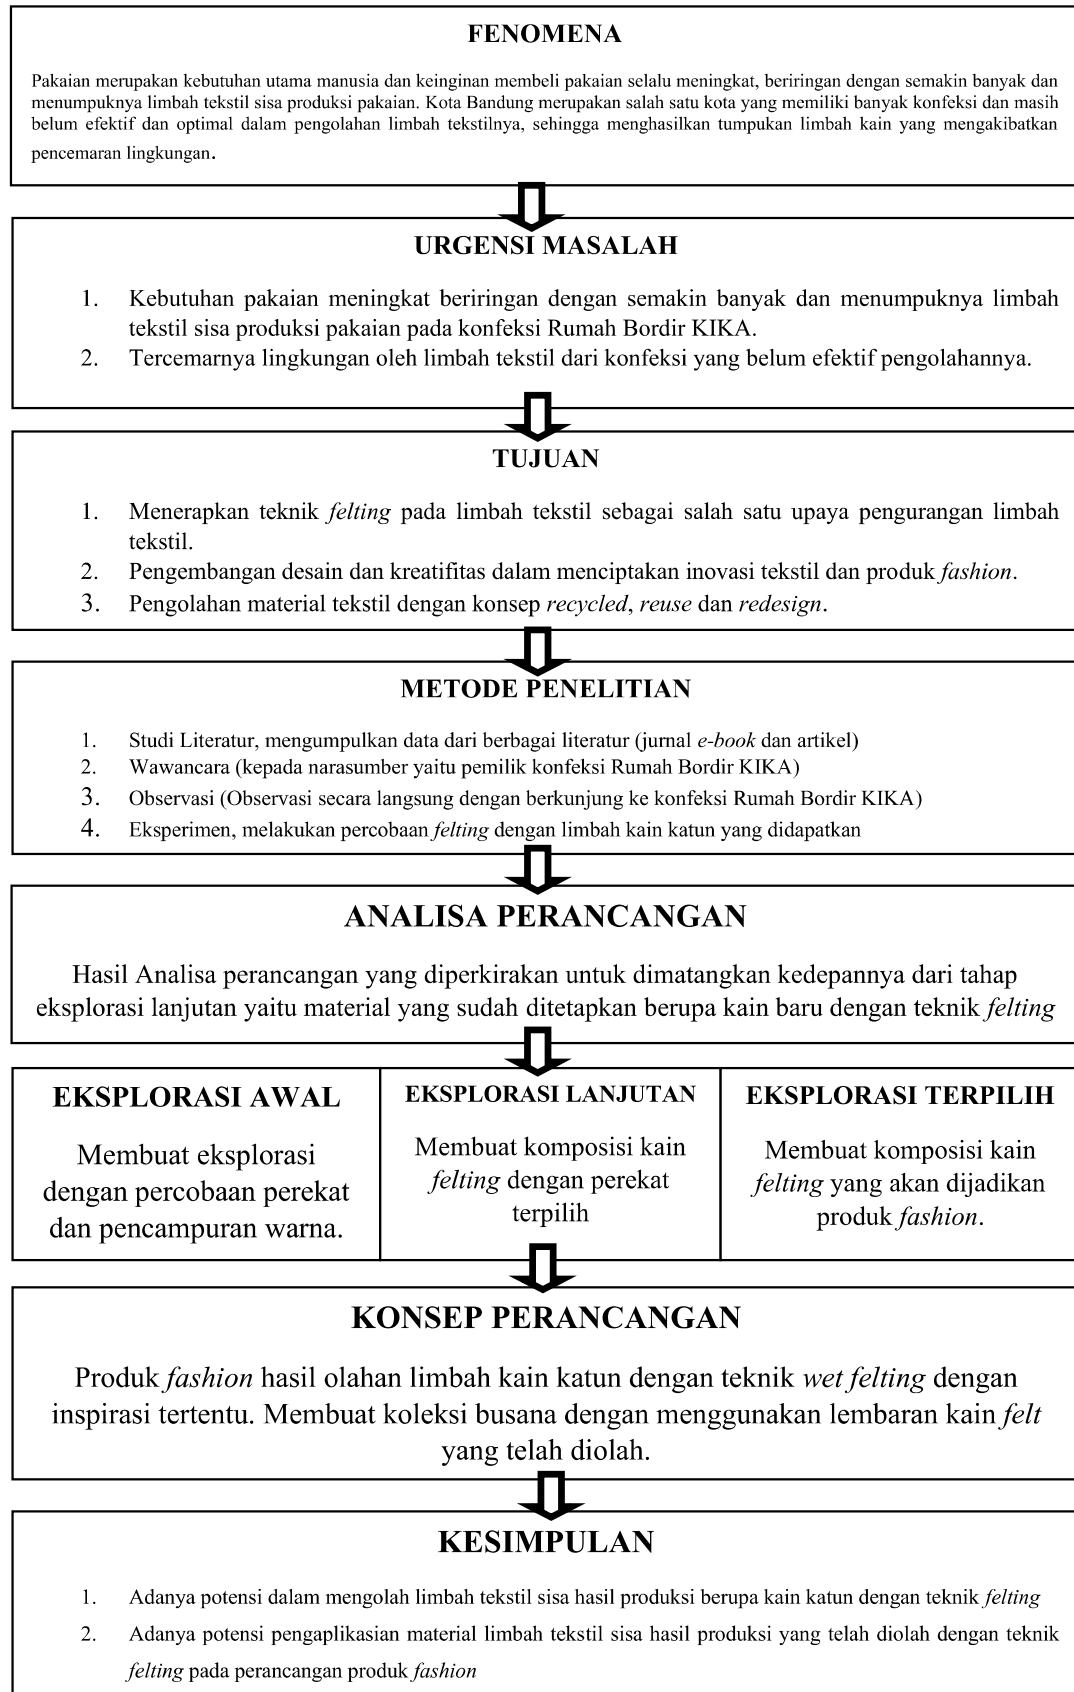 FENOMENA
Pakaian merupakan kebutuhan utama manusia dan keinginan membeli pakaian selalu meningkat, beriringan dengan semakin banyak dan
menumpuknya limbah tekstil sisa produksi pakaian. Kota Bandung merupakan salah satu kota yang memiliki banyak konfeksi dan masih
belum efektif dan optimal dalam pengolahan limbah tekstilnya, sehingga menghasilkan tumpukan limbah kain yang mengakibatkan
pencemaran lingkungan.
URGENSI MASALAH
1. Kebutuhan pakaian meningkat beriringan dengan semakin banyak dan menumpuknya limbah
tekstil sisa produksi pakaian pada konfeksi Rumah Bordir KIKA.
2. Tercemarnya lingkungan oleh limbah tekstil dari konfeksi yang belum efektif pengolahannya.
TUJUAN
1. Menerapkan teknik felting pada limbah tekstil sebagai salah satu upaya pengurangan limbah
tekstil.
2. Pengembangan desain dan kreatifitas dalam menciptakan inovasi tekstil dan produk fashion.
3. Pengolahan material tekstil dengan konsep recycled, reuse dan redesign.
METODE PENELITIAN
1. Studi Literatur, mengumpulkan data dari berbagai literatur (jurnal e-book dan artikel)
2. Wawancara (kepada narasumber yaitu pemilik konfeksi Rumah Bordir KIKA)
3. Observasi (Observasi secara langsung dengan berkunjung ke konfeksi Rumah Bordir KIKA)
4. Eksperimen, melakukan percobaan felting dengan limbah kain katun yang didapatkan
ANALISA PERANCANGAN
Hasil Analisa perancangan yang diperkirakan untuk dimatangkan kedepannya dari tahap
eksplorasi lanjutan yaitu material yang sudah ditetapkan berupa kain baru dengan teknik felting
EKSPLORASI AWAL
Membuat eksplorasi
dengan percobaan perekat
dan pencampuran warna.
EKSPLORASI LANJUTAN
Membuat komposisi kain
felting dengan perekat
terpilih
EKSPLORASI TERPILIH
Membuat komposisi kain
felting yang akan dijadikan
produk fashion.
KONSEP PERANCANGAN
Produk fashion hasil olahan limbah kain katun dengan teknik wet felting dengan
inspirasi tertentu. Membuat koleksi busana dengan menggunakan lembaran kain felt
yang telah diolah.
KESIMPULAN
1. Adanya potensi dalam mengolah limbah tekstil sisa hasil produksi berupa kain katun dengan teknik felting
2. Adanya potensi pengaplikasian material limbah tekstil sisa hasil produksi yang telah diolah dengan teknik
felting pada perancangan produk fashion